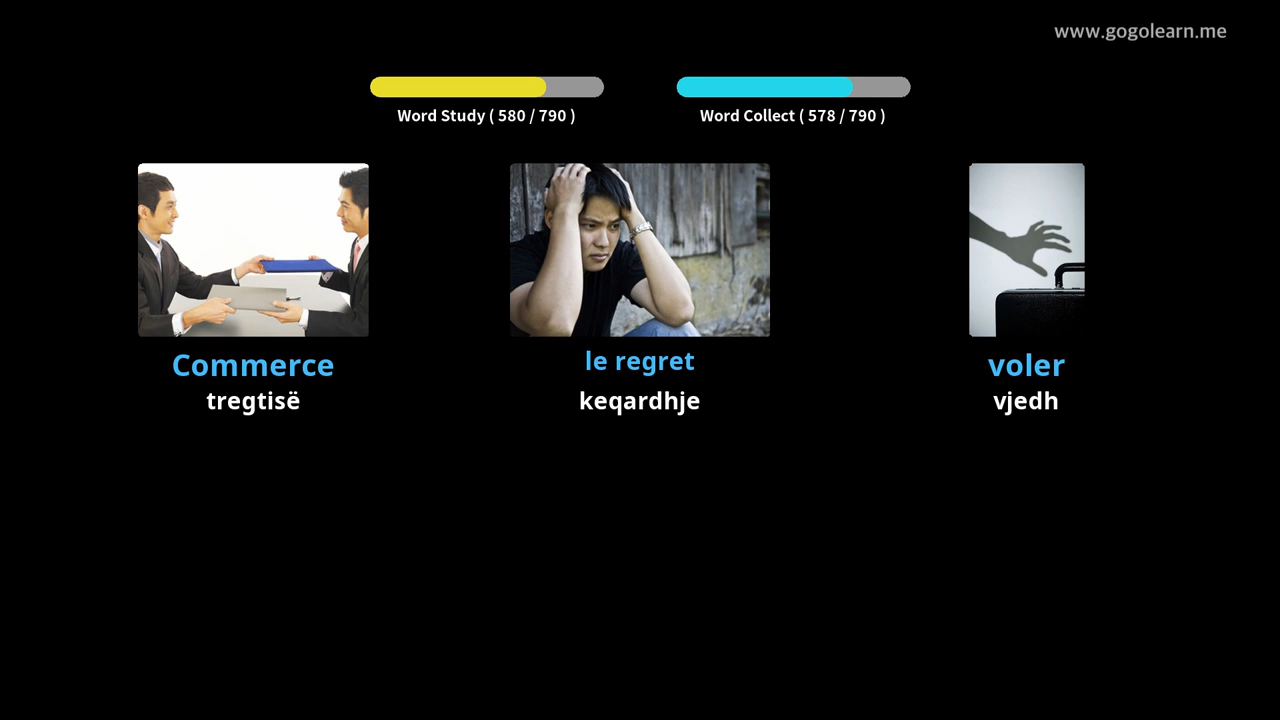 www.gogolearn.me
Word Study ( 580 / 790 )
Word Collect ( 578 / 790 )
Commerce
tregtisë
le regret
keqardhje
voler
vjedh